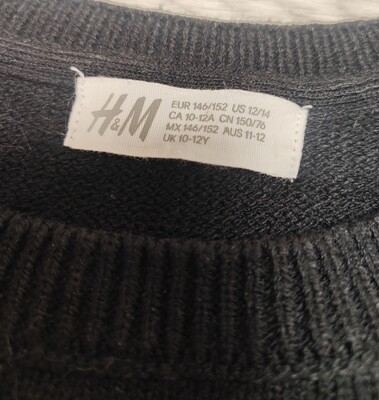 H&M
EUR 146/152 US 12/14
CA 10-12A CN 150/76
MX 146/152 AUS 11-12
UK 10-12Y